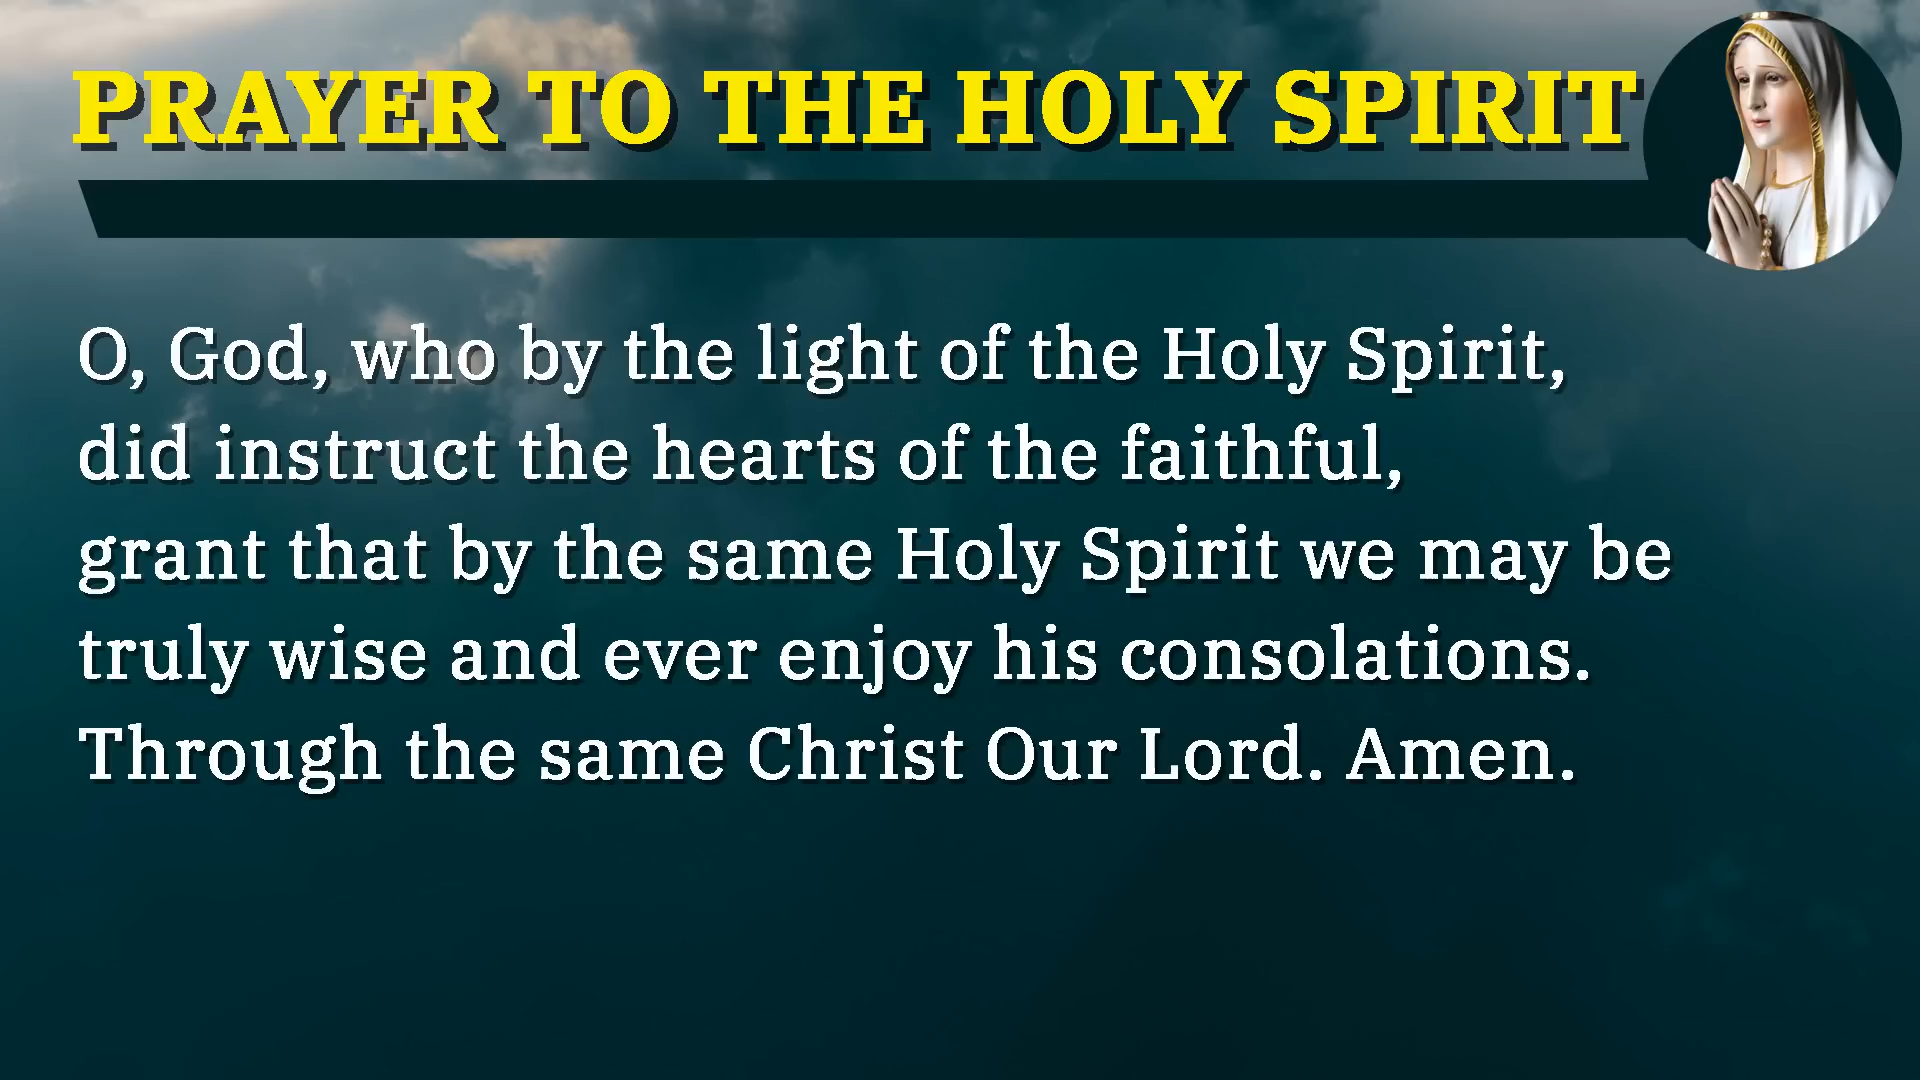 PRAYER TO THE HOLY SPIRIT
O, God, who by the light of the Holy Spirit,
did instruct the hearts of the faithful,
grant that by the same Holy Spirit we may be
truly wise and ever enjoy his consolations.
Through the same Christ Our Lord. Amen.